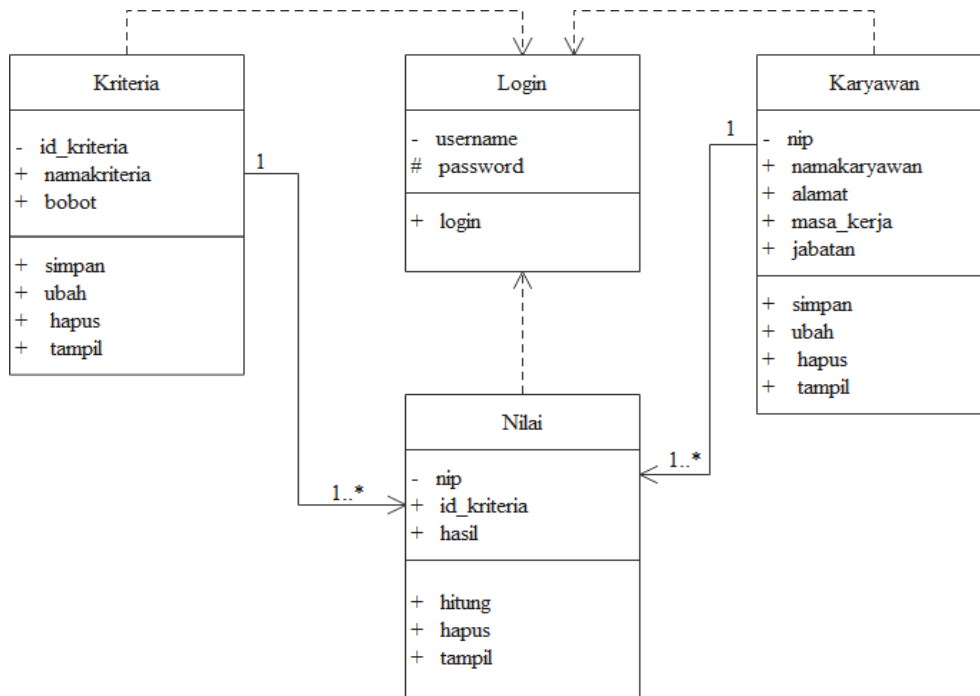 Kriteria
- id_kriteria
+ namakriteria
+ bobot
+ simpan
+ ubah
+ hapus
+ tampil
Login
- username
# password
+ login
Karyawan
- nip
+ namakaryawan
+ alamat
+ masa_kerja
+ jabatan
+ simpan
+ ubah
+ hapus
+ tampil
1
1
1..*
1..*
Nilai
- nip
+ id_kriteria
+ hasil
+ hitung
+ hapus
+ tampil